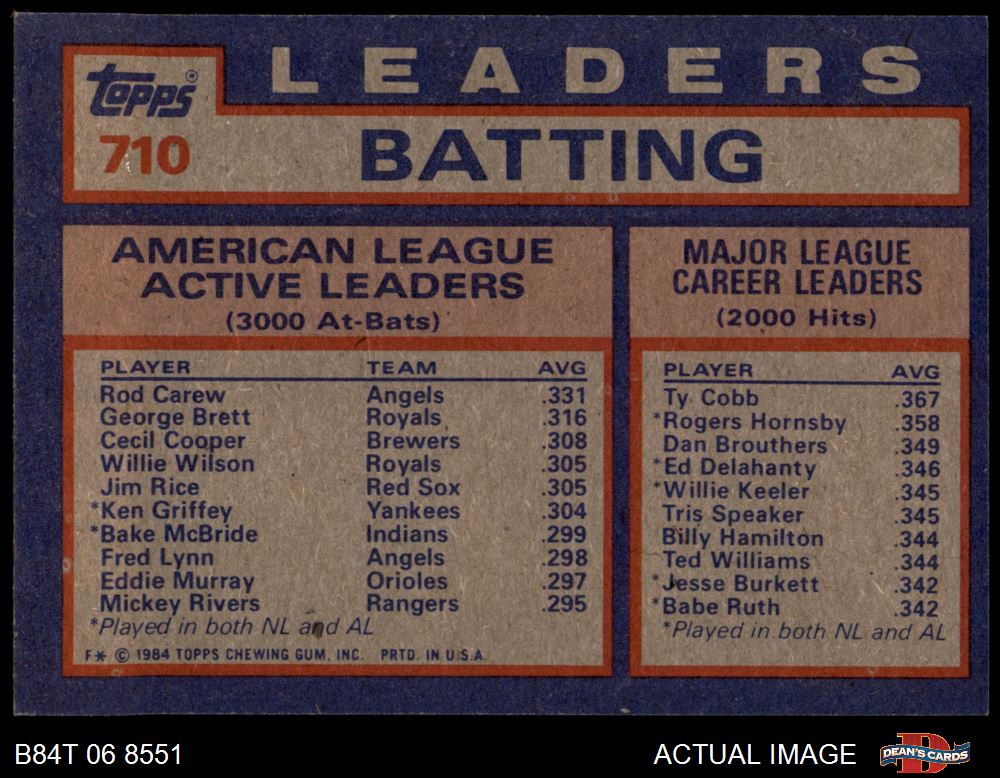 LEADERS
Topps
710
BATTING
AMERICAN LEAGUE
ACTIVE LEADERS
(3000 At-Bats)
PLAYER TEAM AVG
Rod Carew Angels .331
George Brett Royals .316
Cecil Cooper Brewers .308
Willie Wilson Royals .305
Jim Rice Red Sox .305
*Ken Griffey Yankees .304
*Bake McBride Indians .299
Fred Lynn Angels .298
Eddie Murray Orioles .297
Mickey Rivers Rangers .295
*Played in both NL and AL
F* © 1984 TOPPS CHEWING GUM, INC. PRTD. IN U.S.A.
MAJOR LEAGUE
CAREER LEADERS
(2000 Hits)
PLAYER AVG
Ty Cobb .367
*Rogers Hornsby .358
Dan Brouthers .349
*Ed Delahanty .346
*Willie Keeler .345
Tris Speaker .345
Billy Hamilton .344
Ted Williams .344
*Jesse Burkett .342
*Babe Ruth .342
*Played in both NL and AL
B84T 06 8551
ACTUAL IMAGE
D
DEAN'S CARDS